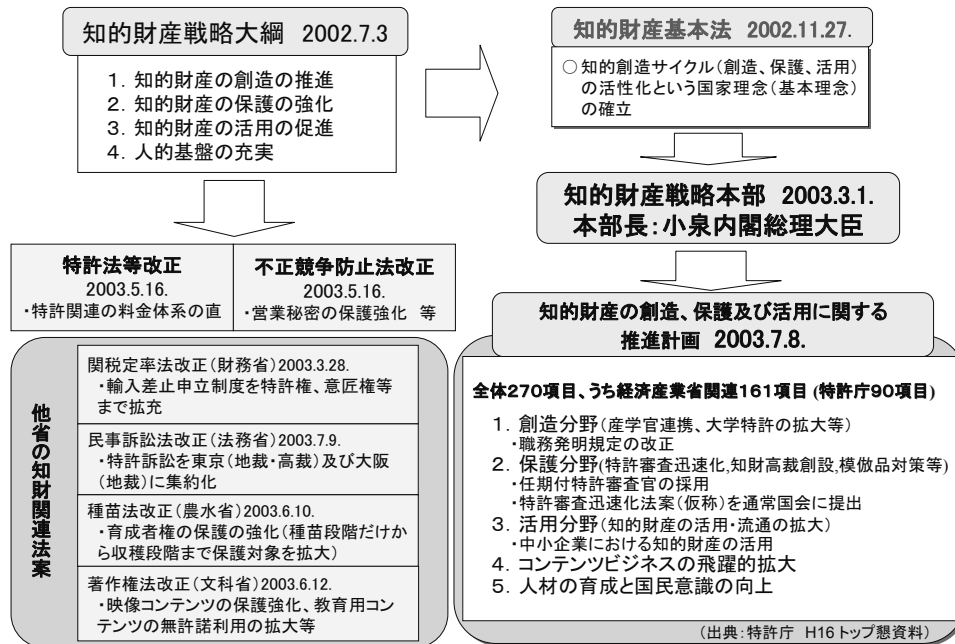 知的財産戦略大綱 2002.7.3
1．知的財産の創造の推進
2．知的財産の保護の強化
3．知的財産の活用の促進
4．人的基盤の充実
知的財産基本法 2002.11.27.
○知的創造サイクル（創造、保護、活用）
の活性化という国家理念（基本理念）
の確立
知的財産戦略本部 2003.3.1.
本部長：小泉内閣総理大臣
特許法等改正
2003.5.16.
・特許関連の料金体系の直
不正競争防止法改正
2003.5.16.
・営業秘密の保護強化 等
他省の知財関連法案
関税定率法改正（財務省）2003.3.28.
・輸入差止申立制度を特許権、意匠権等
まで拡充
民事訴訟法改正（法務省）2003.7.9.
・特許訴訟を東京（地裁・高裁）及び大阪
（地裁）に集約化
種苗法改正（農水省）2003.6.10.
・育成者権の保護の強化（種苗段階だけか
ら収穫段階まで保護対象を拡大）
著作権法改正（文科省）2003.6.12.
・映像コンテンツの保護強化、教育用コン
テンツの無許諾利用の拡大等
知的財産の創造、保護及び活用に関する
推進計画 2003.7.8.
全体270項目、うち経済産業省関連161項目 (特許庁90項目)
1．創造分野（産学官連携、大学特許の拡大等）
・職務発明規定の改正
2．保護分野(特許審査迅速化,知財高裁創設,模倣品対策等)
・任期付特許審査官の採用
・特許審査迅速化法案（仮称）を通常国会に提出
3．活用分野（知的財産の活用・流通の拡大）
・中小企業における知的財産の活用
4．コンテンツビジネスの飛躍的拡大
5．人材の育成と国民意識の向上
（出典：特許庁 H16 トップ懇資料）